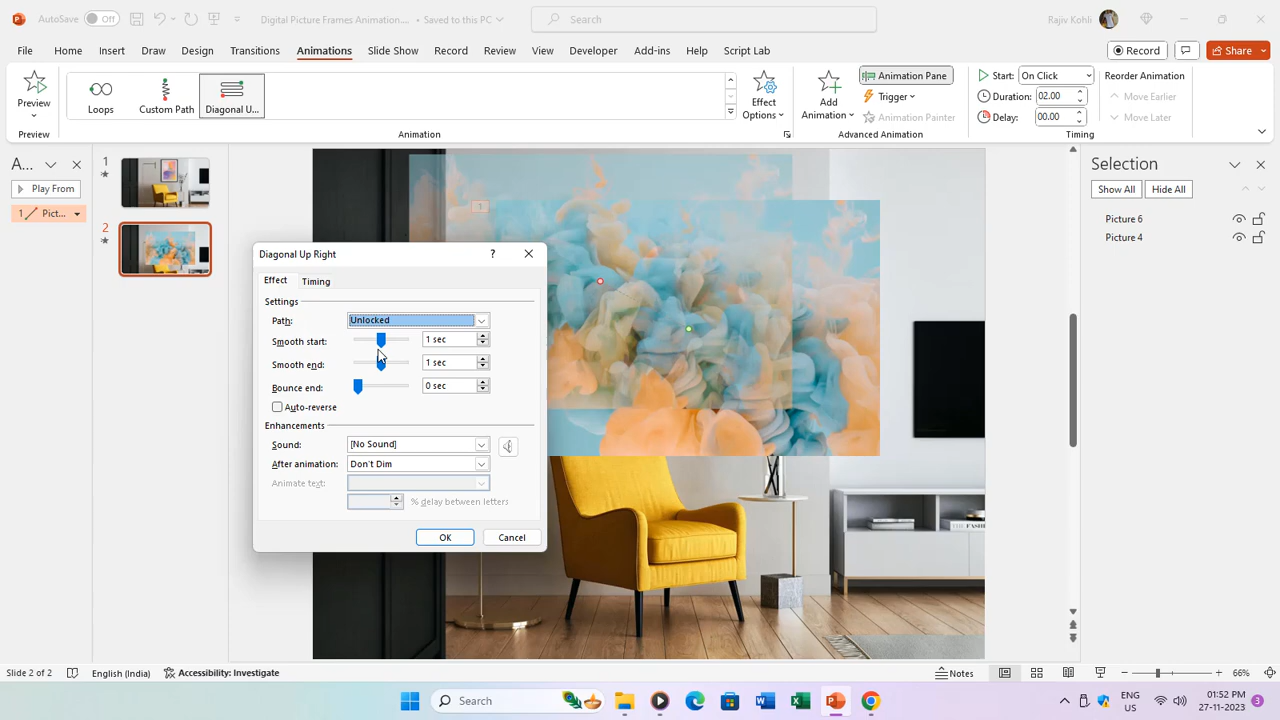 AutoSave Off Digital Picture Frames Animation.... • Saved to this PC Search Rajiv Kohli
File Home Insert Draw Design Transitions Animations Slide Show Record Review View Developer Add-ins Help Script Lab Record Share
Preview Loops Custom Path Diagonal U... Effect Options Add Animation Animation Pane Trigger Animation Painter Start: On Click Duration: 02.00 Delay: 00.00 Reorder Animation Move Earlier Move Later
Preview Animation Advanced Animation Timing
A... 1 Selection
Play From Show All Hide All
1 Pict...
2
Picture 6
Picture 4
1
Diagonal Up Right ?
Effect Timing
Settings
Path: Unlocked
Smooth start: 1 sec
Smooth end: 1 sec
Bounce end: 0 sec
Auto-reverse
Enhancements
Sound: [No Sound]
After animation: Don't Dim
Animate text:
% delay between letters
OK Cancel
Slide 2 of 2 English (India) Accessibility: Investigate Notes 66%
Search ENG US 01:52 PM 27-11-2023 3